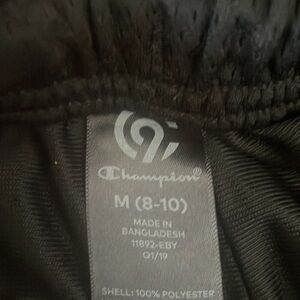 C9
Champion®
M (8-10)
MADE IN
BANGLADESH
11892-EBY
Q1/19
SHELL: 100% POLYESTER